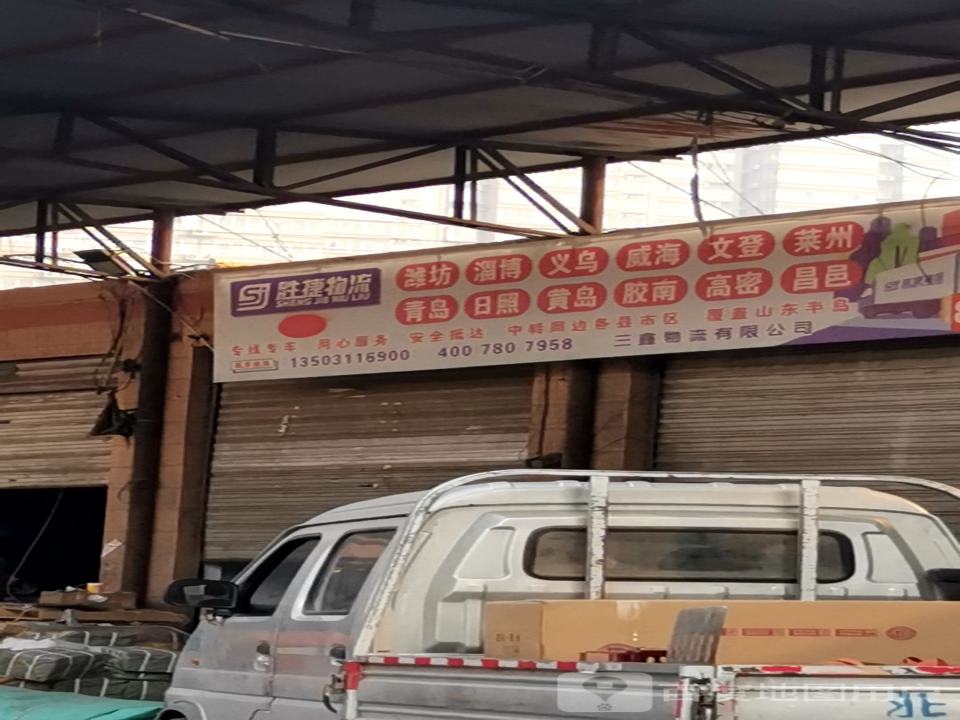 胜捷物流
SHENG JIE WU LIU
潍坊 淄博 义乌 威海 文登 莱州
青岛 日照 黄岛 胶南 高密 昌邑
专线专车 用心服务 安全抵达 中转周边各县市区 覆盖山东半岛
13503116900 400 780 7958 三鑫物流有限公司